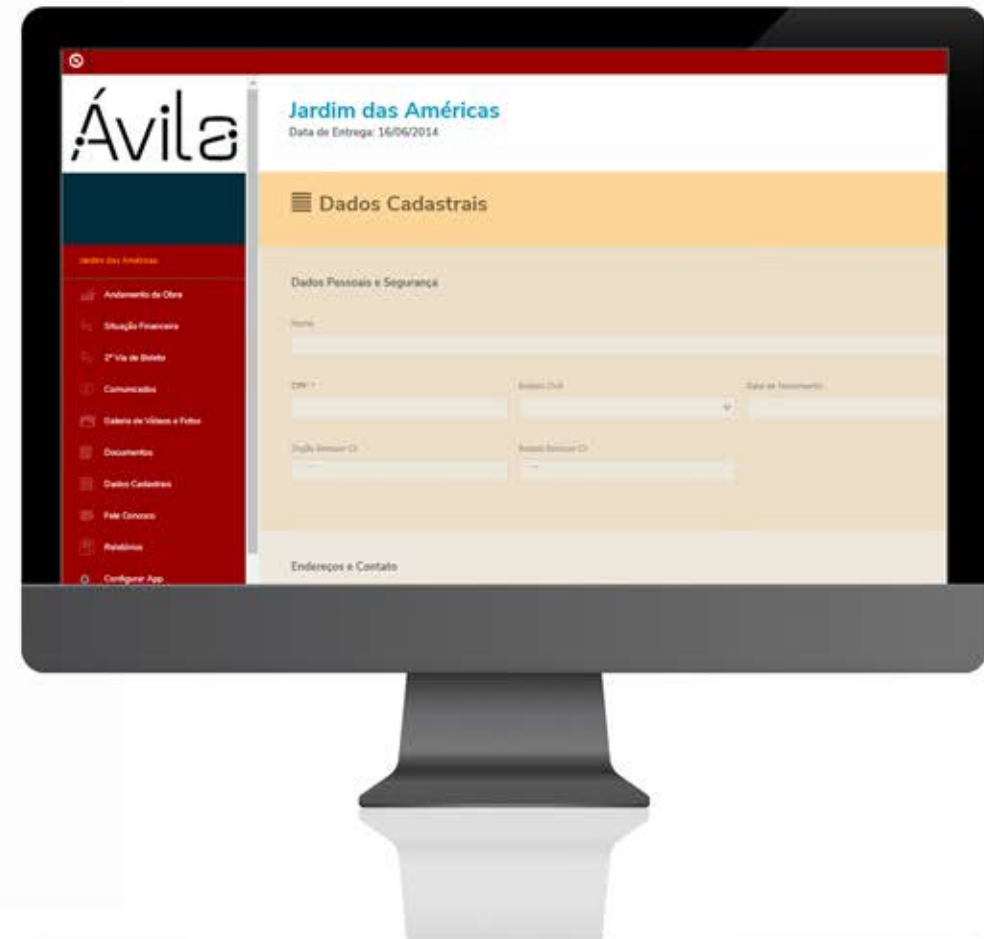 Ávila
Jardim das Américas
Data de Entrega: 16/06/2014
Dados Cadastrais
Jardim das Américas
Andamento da Obra
Situação Financeira
2ª Via de Boleto
Comunicados
Galeria de Vídeos e Fotos
Documentos
Dados Cadastrais
Fale Conosco
Relatórios
Configurar App
Dados Pessoais e Segurança
Nome
CPF *
Estado Civil
Data de Nascimento
Endereços e Contato